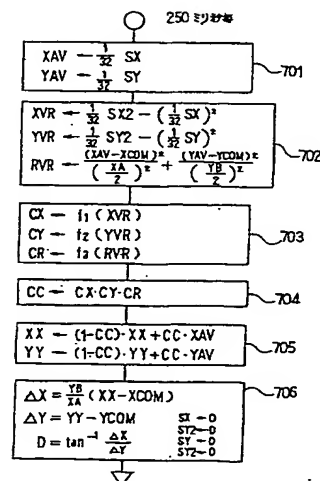 250 ミリ秒毎
XAV ← 1/32 SX
YAV ← 1/32 SY
701
XVR ← 1/32 SX2 − (1/32 SX)²
YVR ← 1/32 SY2 − (1/32 SY)²
RVR ← (XAV−XCOM)²/(XA/2)² + (YAV−YCOM)²/(YB/2)²
702
CX ← f₁(XVR)
CY ← f₂(YVR)
CR ← f₃(RVR)
703
CC ← CX·CY·CR
704
XX ← (1−CC)·XX+CC·XAV
YY ← (1−CC)·YY+CC·YAV
705
706
ΔX = YB/XA (XX−XCOM)
ΔY = YY−YCOM
D = tan⁻¹ ΔX/ΔY
SX ← 0
SY2 ← 0
SY ← 0
SY2 ← 0